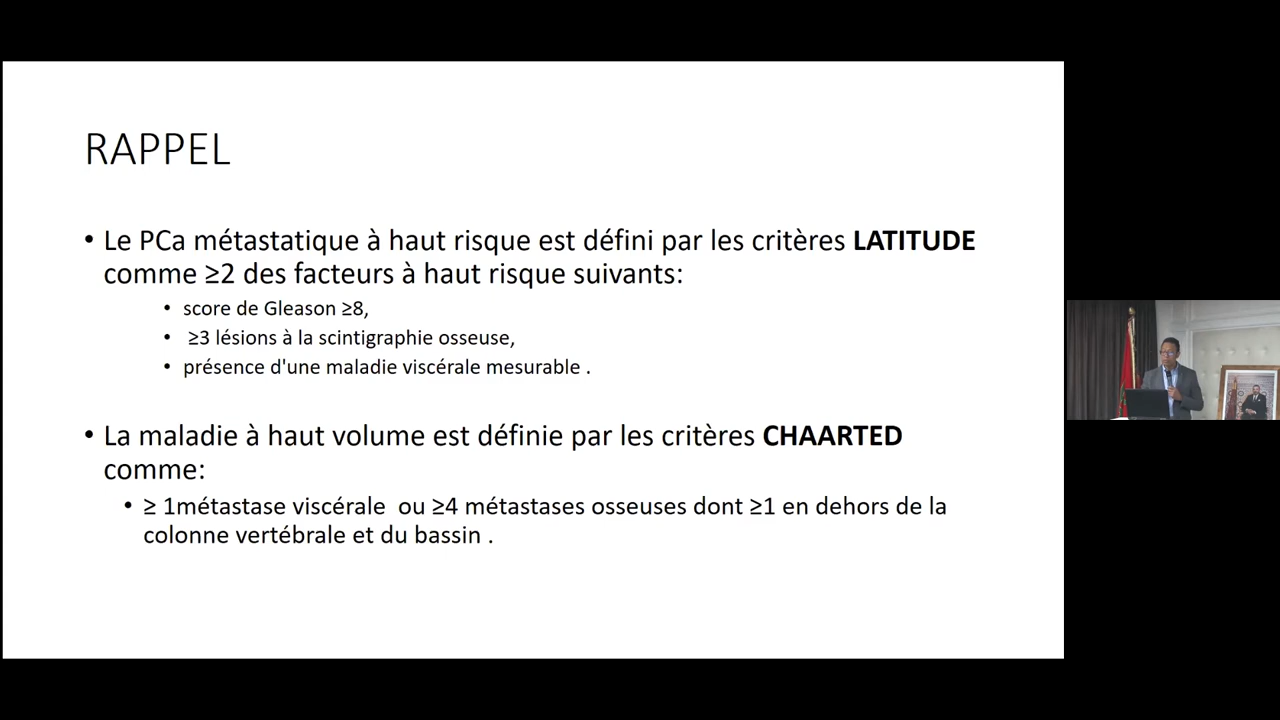 RAPPEL
• Le PCa métastatique à haut risque est défini par les critères LATITUDE
comme ≥2 des facteurs à haut risque suivants:
• score de Gleason ≥8,
• ≥3 lésions à la scintigraphie osseuse,
• présence d'une maladie viscérale mesurable .
• La maladie à haut volume est définie par les critères CHAARTED
comme:
• ≥ 1métastase viscérale ou ≥4 métastases osseuses dont ≥1 en dehors de la
colonne vertébrale et du bassin .